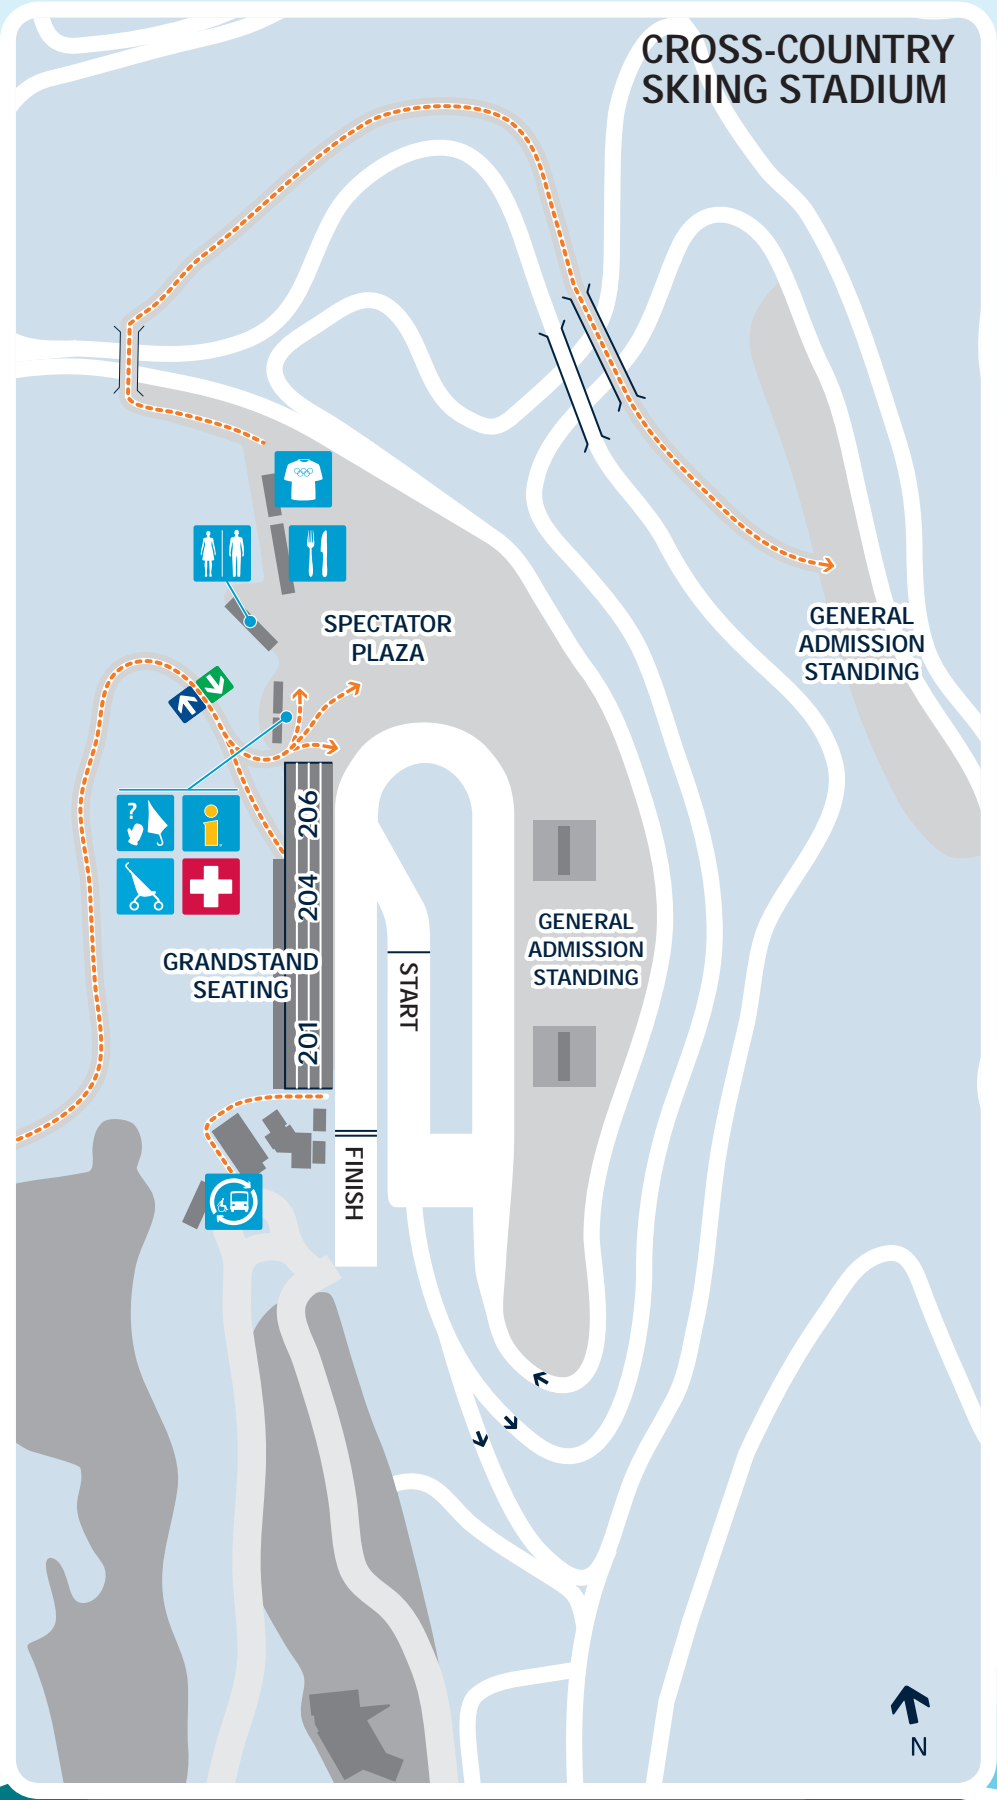 CROSS-COUNTRY
SKIING STADIUM
SPECTATOR
PLAZA
GENERAL
ADMISSION
STANDING
?
i
206
204
201
GRANDSTAND
SEATING
START
GENERAL
ADMISSION
STANDING
FINISH
N